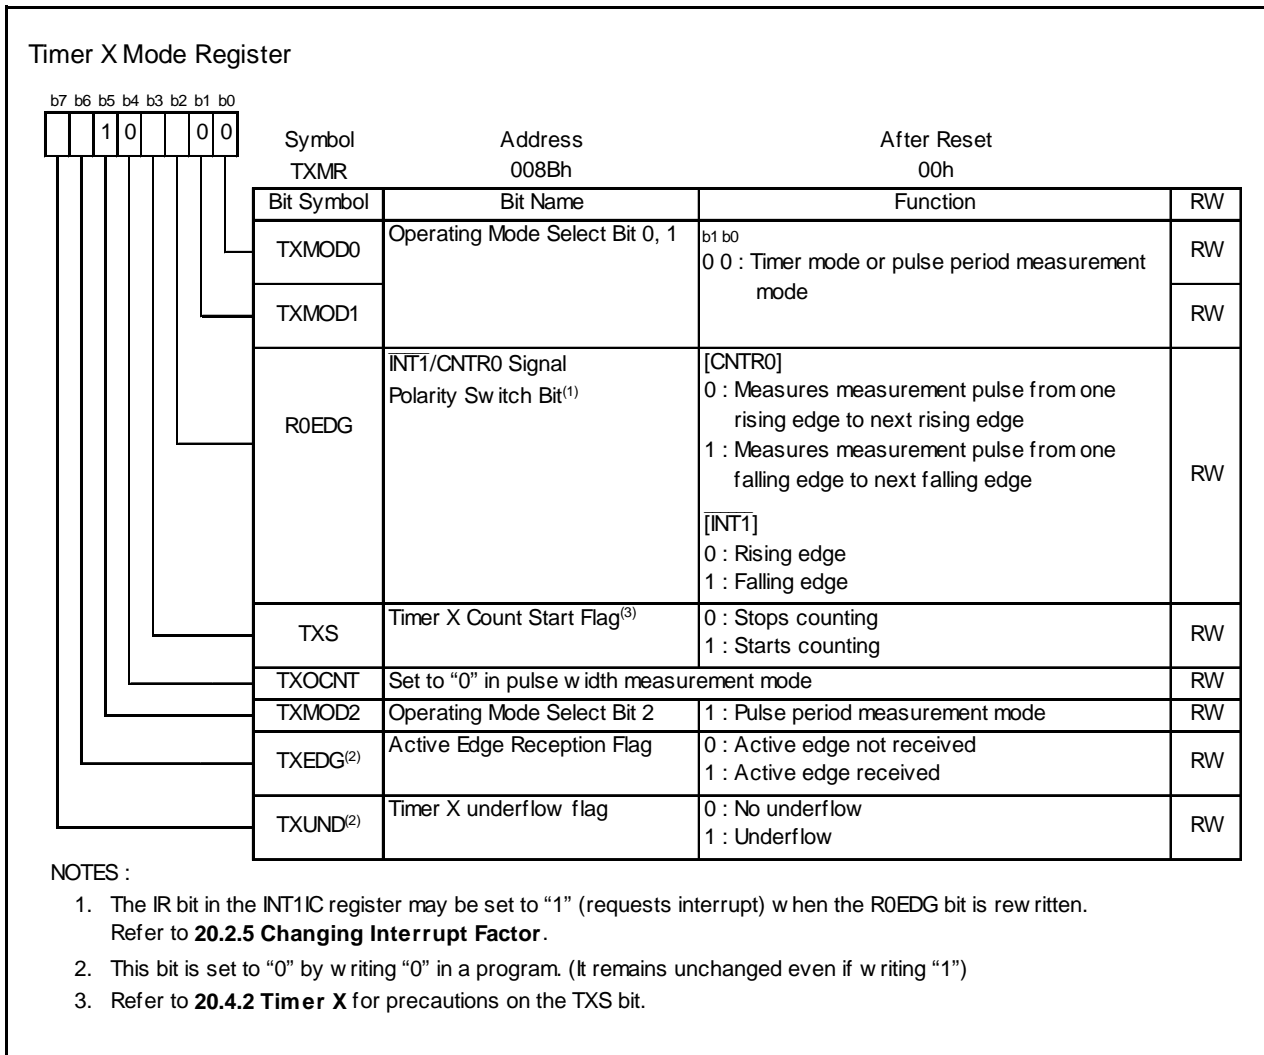 Timer X Mode Register
b7 b6 b5 b4 b3 b2 b1 b0
1 0 0 0
Symbol Address After Reset
TXMR 008Bh 00h
Bit Symbol Bit Name Function RW
TXMOD0 Operating Mode Select Bit 0, 1 b1 b0 RW
0 0 : Timer mode or pulse period measurement
mode
TXMOD1 RW
R0EDG INT1/CNTR0 Signal [CNTR0] RW
Polarity Switch Bit(1) 0 : Measures measurement pulse from one
rising edge to next rising edge
1 : Measures measurement pulse from one
falling edge to next falling edge
[INT1]
0 : Rising edge
1 : Falling edge
TXS Timer X Count Start Flag(3) 0 : Stops counting RW
1 : Starts counting
TXOCNT Set to “0” in pulse width measurement mode RW
TXMOD2 Operating Mode Select Bit 2 1 : Pulse period measurement mode RW
TXEDG(2) Active Edge Reception Flag 0 : Active edge not received RW
1 : Active edge received
TXUND(2) Timer X underflow flag 0 : No underflow RW
1 : Underflow
NOTES :
1. The IR bit in the INT1IC register may be set to “1” (requests interrupt) when the R0EDG bit is rewritten.
Refer to 20.2.5 Changing Interrupt Factor.
2. This bit is set to “0” by writing “0” in a program. (It remains unchanged even if writing “1”)
3. Refer to 20.4.2 Timer X for precautions on the TXS bit.